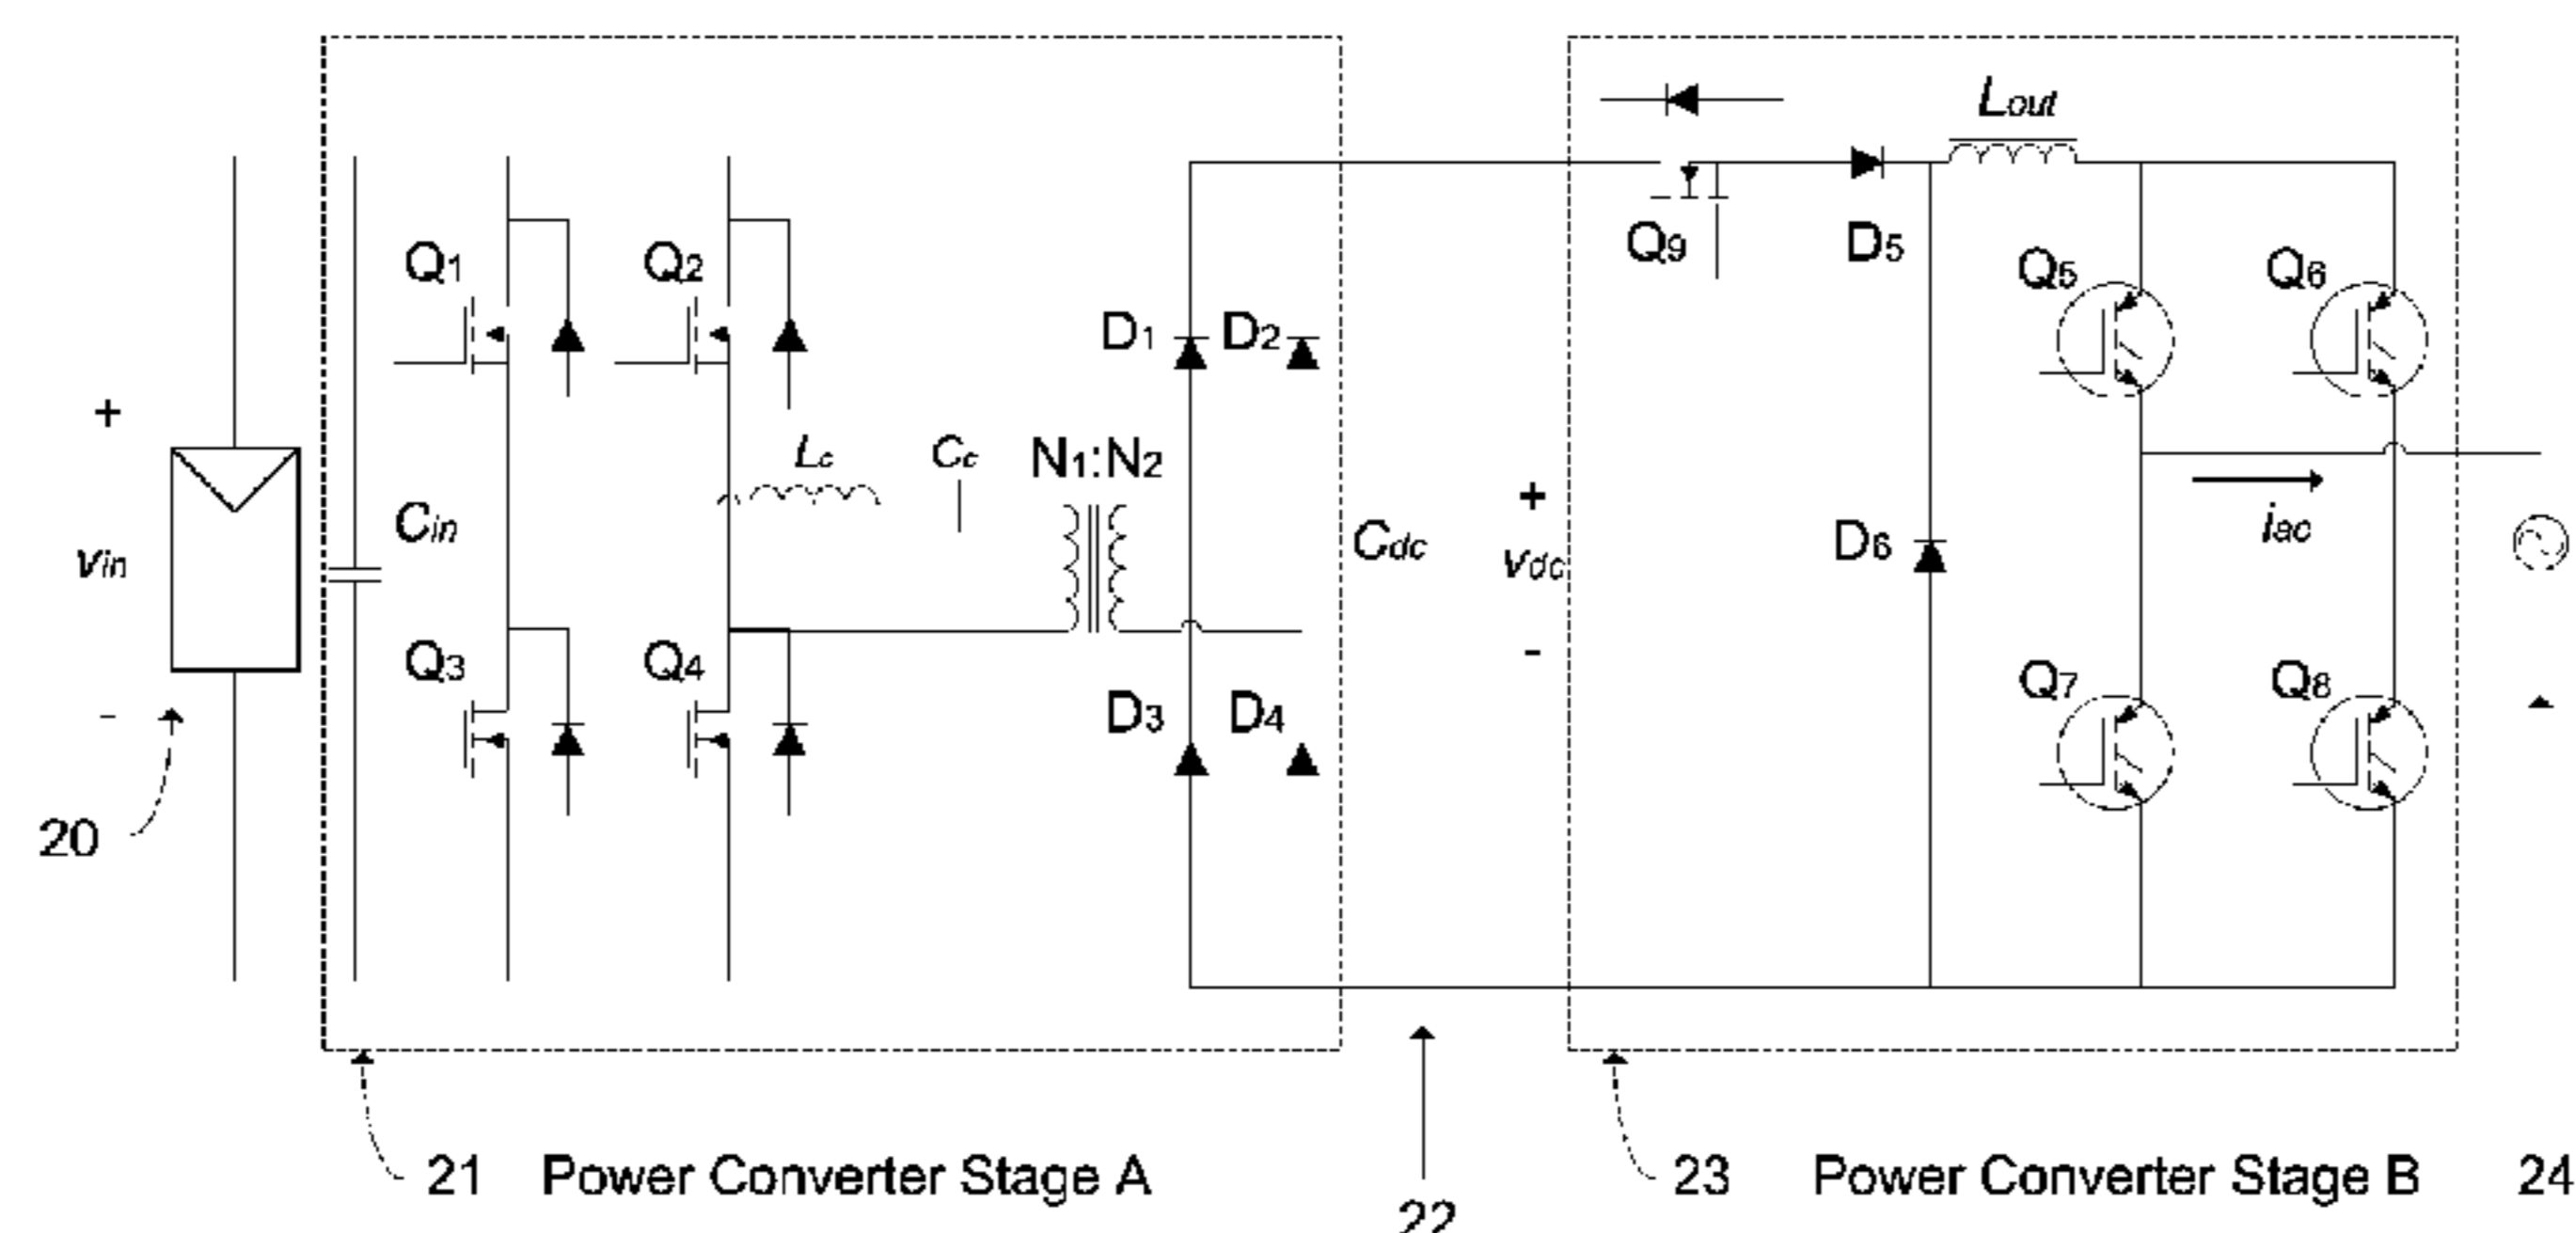 Lout
Q1
Q2
Q9
D5
Q5
Q6
D1
D2
+
Lc
Cc
N1:N2
vin
Cin
Cdc
+
vdc
D6
iac
-
Q3
Q4
-
D3
D4
Q7
Q8
20
21 Power Converter Stage A
22
23 Power Converter Stage B
24